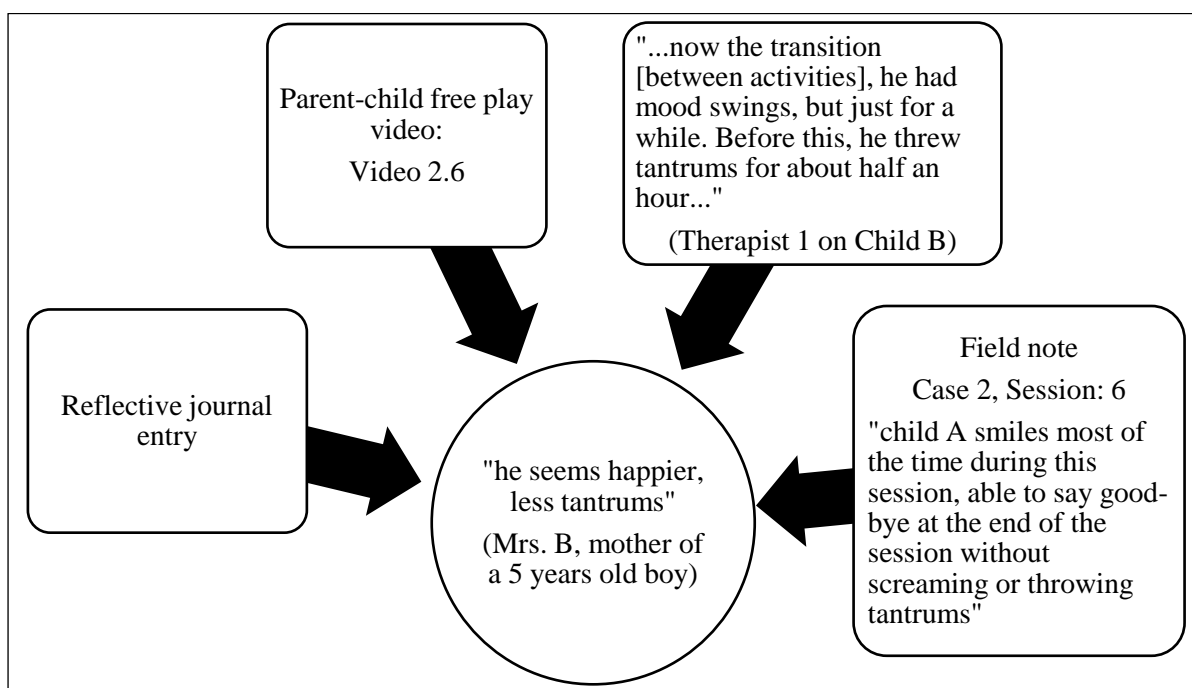 Parent-child free play
video:
Video 2.6
"...now the transition
[between activities], he had
mood swings, but just for a
while. Before this, he threw
tantrums for about half an
hour..."
(Therapist 1 on Child B)
Reflective journal
entry
"he seems happier,
less tantrums"
(Mrs. B, mother of
a 5 years old boy)
Field note
Case 2, Session: 6
"child A smiles most of
the time during this
session, able to say good-
bye at the end of the
session without
screaming or throwing
tantrums"